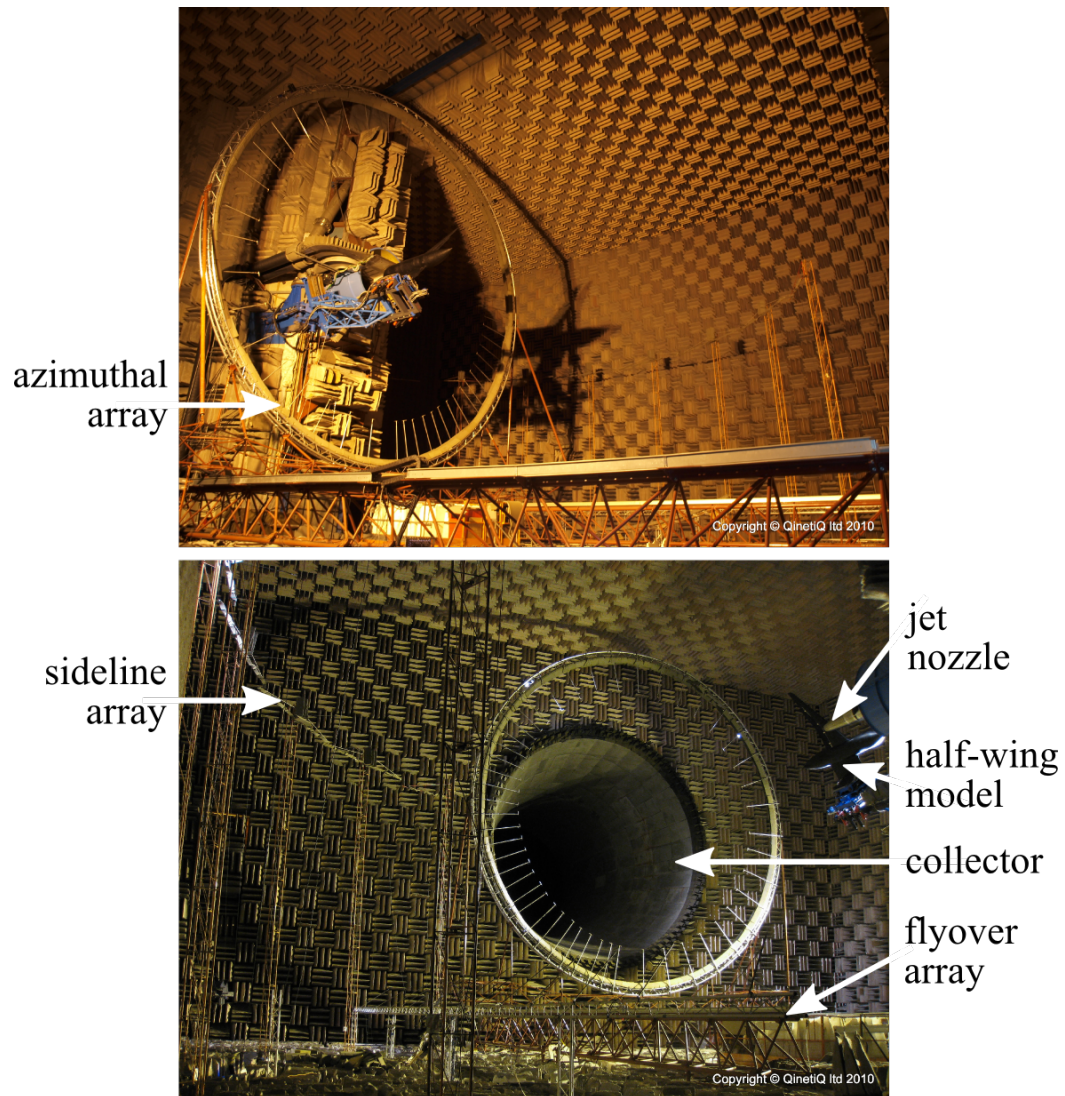 azimuthal
array
Copyright © QinetiQ ltd 2010
sideline
array
jet
nozzle
half-wing
model
collector
flyover
array
Copyright © QinetiQ ltd 2010